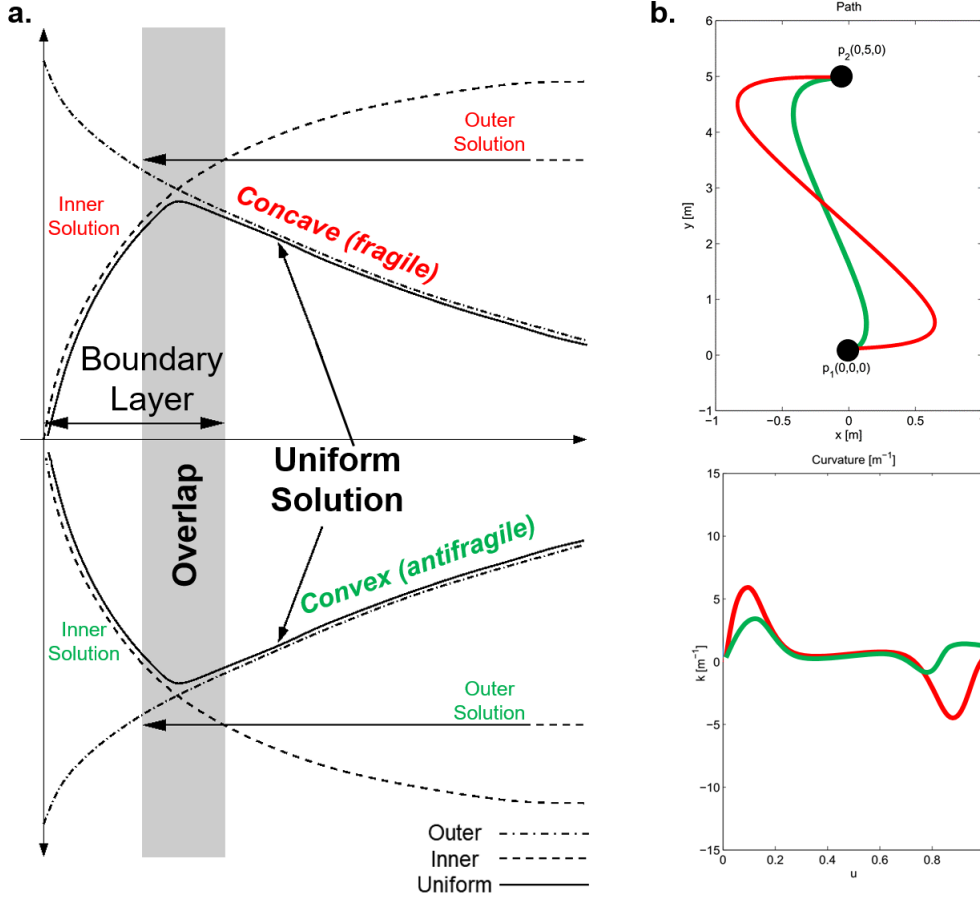 a.
Outer
Solution
Inner
Solution
Concave (fragile)
Boundary
Layer
Overlap
Uniform
Solution
Convex (antifragile)
Inner
Solution
Outer
Solution
Outer
Inner
Uniform
b.
Path
6
5
4
3
2
1
0
−1
y [m]
p2(0,5,0)
p1(0,0,0)
−1
−0.5
0
0.5
x [m]
Curvature [m⁻¹]
15
10
5
0
−5
−10
−15
k [m⁻¹]
0
0.2
0.4
0.6
0.8
u